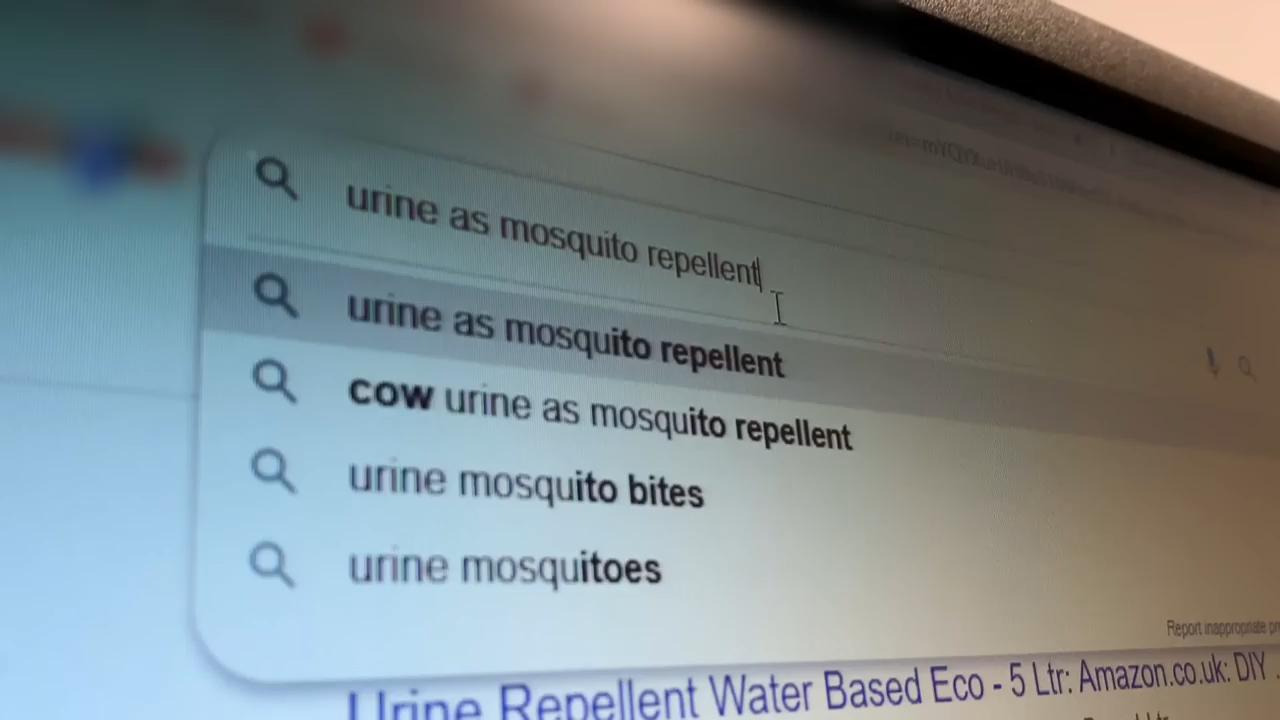 urine as mosquito repellent
urine as mosquito repellent
cow urine as mosquito repellent
urine mosquito bites
urine mosquitoes
Report inappropriate
Urine Repellent Water Based Eco - 5 Ltr: Amazon.co.uk: DIY